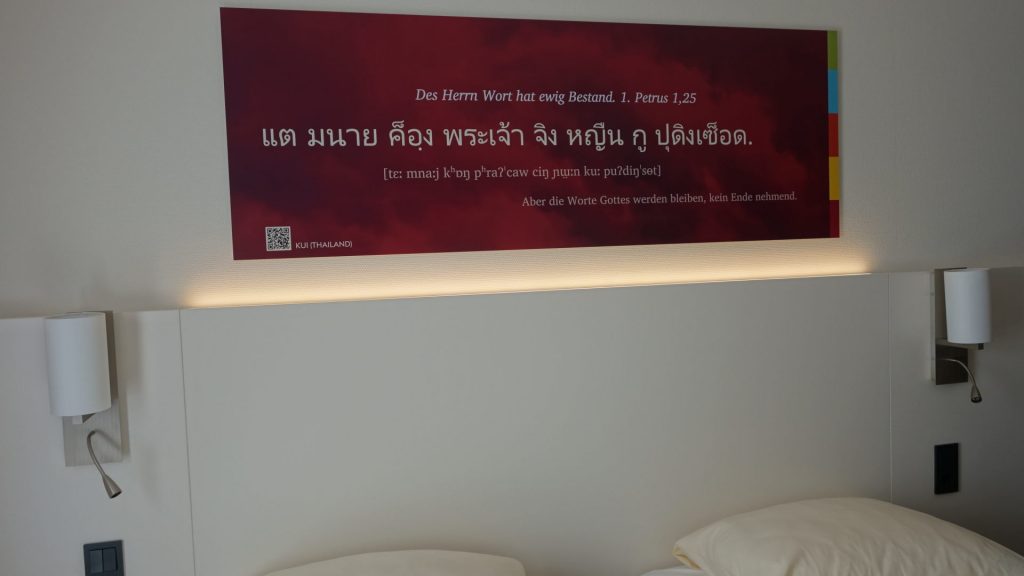 Des Herrn Wort hat ewig Bestand. 1. Petrus 1,25
แต มนาย ค็อฺง พระเจ้า จิง หญืน กู ปุดิงเซ็อด.
[tɛː mnaːj kʰɒŋ pʰraʔˈcaw ciŋ ɲɯːn kuː puʔdiŋˈsət]
Aber die Worte Gottes werden bleiben, kein Ende nehmend.
KUI (THAILAND)